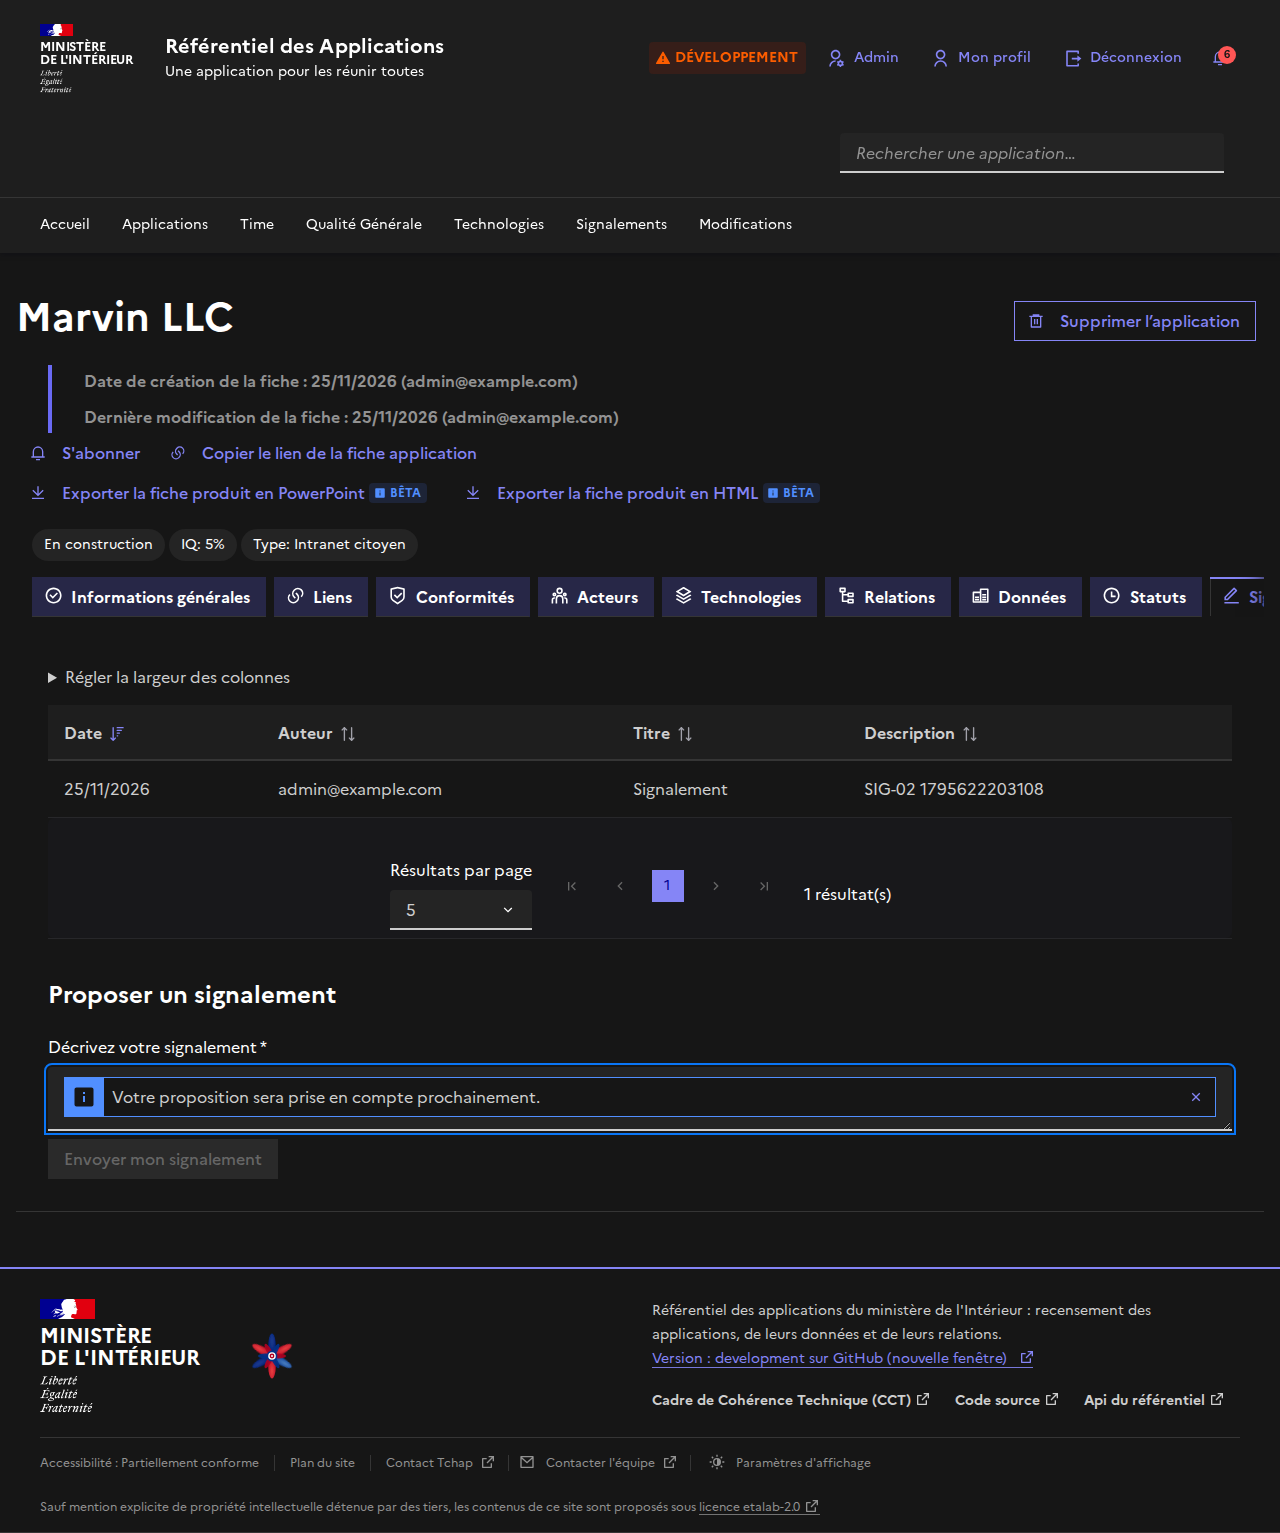 MINISTÈRE
DE L'INTÉRIEUR
Liberté
Égalité
Fraternité
Référentiel des Applications
Une application pour les réunir toutes
DÉVELOPPEMENT
Admin
Mon profil
Déconnexion
6
Rechercher une application…
Accueil
Applications
Time
Qualité Générale
Technologies
Signalements
Modifications
Marvin LLC
Supprimer l’application
Date de création de la fiche : 25/11/2026 (admin@example.com)
Dernière modification de la fiche : 25/11/2026 (admin@example.com)
S'abonner
Copier le lien de la fiche application
Exporter la fiche produit en PowerPoint BÊTA
Exporter la fiche produit en HTML BÊTA
En construction
IQ: 5%
Type: Intranet citoyen
Informations générales
Liens
Conformités
Acteurs
Technologies
Relations
Données
Statuts
Régler la largeur des colonnes
Date Auteur Titre Description
25/11/2026 admin@example.com Signalement SIG-02 1795622203108
Résultats par page
5
1
1 résultat(s)
Proposer un signalement
Décrivez votre signalement *
Votre proposition sera prise en compte prochainement.
Envoyer mon signalement
MINISTÈRE
DE L'INTÉRIEUR
Liberté
Égalité
Fraternité
Référentiel des applications du ministère de l'Intérieur : recensement des
applications, de leurs données et de leurs relations.
Version : development sur GitHub (nouvelle fenêtre)
Cadre de Cohérence Technique (CCT)
Code source
Api du référentiel
Accessibilité : Partiellement conforme
Plan du site
Contact Tchap
Contacter l'équipe
Paramètres d'affichage
Sauf mention explicite de propriété intellectuelle détenue par des tiers, les contenus de ce site sont proposés sous licence etalab-2.0